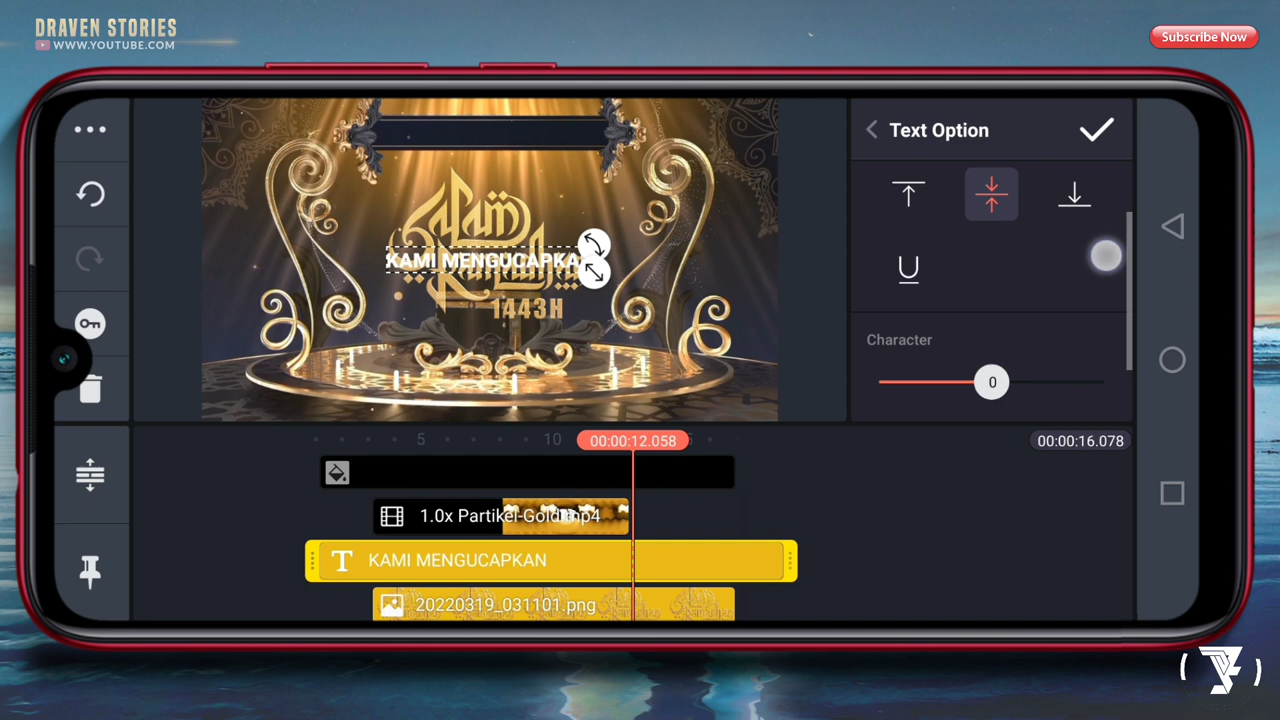 DRAVEN STORIES
WWW.YOUTUBE.COM
Subscribe Now
Text Option
KAMI MENGUCAPKA
1443H
Character
0
5
10
00:00:12.058
5
00:00:16.078
1.0x Partikel-Gold.mp4
T KAMI MENGUCAPKAN
20220319_031101.png